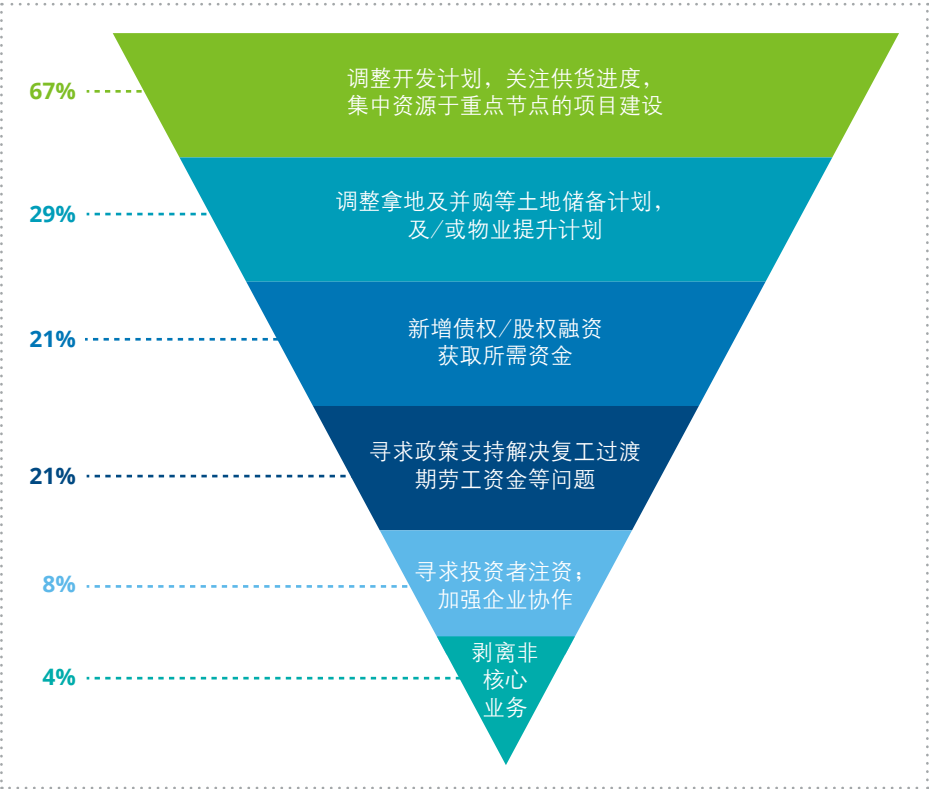 67%
调整开发计划，关注供货进度，
集中资源于重点节点的项目建设
29%
调整拿地及并购等土地储备计划，
及/或物业提升计划
21%
新增债权/股权融资
获取所需资金
21%
寻求政策支持解决复工过渡
期劳工资金等问题
8%
寻求投资者注资；
加强企业协作
4%
剥离非
核心
业务